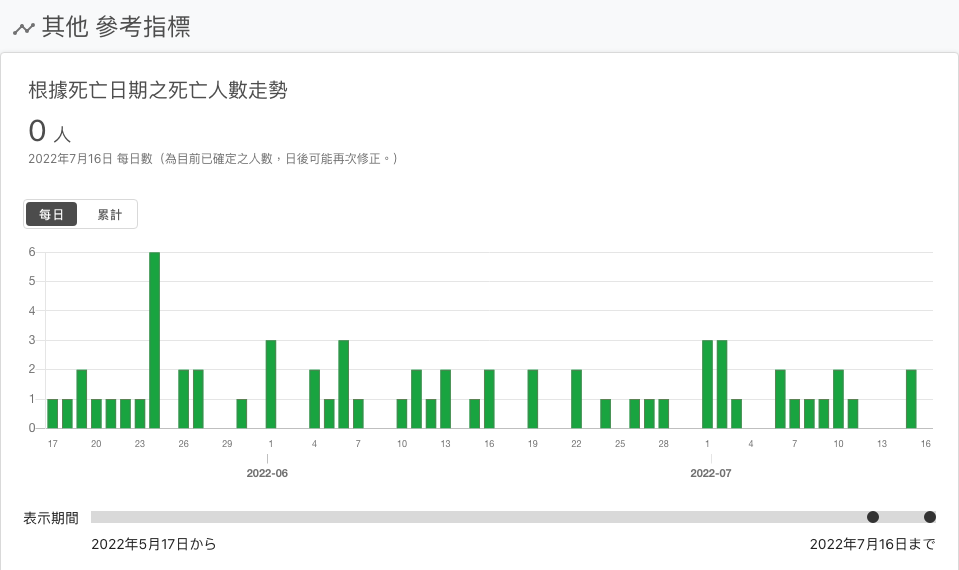 其他 參考指標
根據死亡日期之死亡人數走勢
0 人
2022年7月16日 每日數（為目前已確定之人數，日後可能再次修正。）
每日 累計
6
5
4
3
2
1
0
17 20 23 26 29 1 4 7 10 13 16 19 22 25 28 1 4 7 10 13 16
2022-06 2022-07
表示期間
2022年5月17日から 2022年7月16日まで